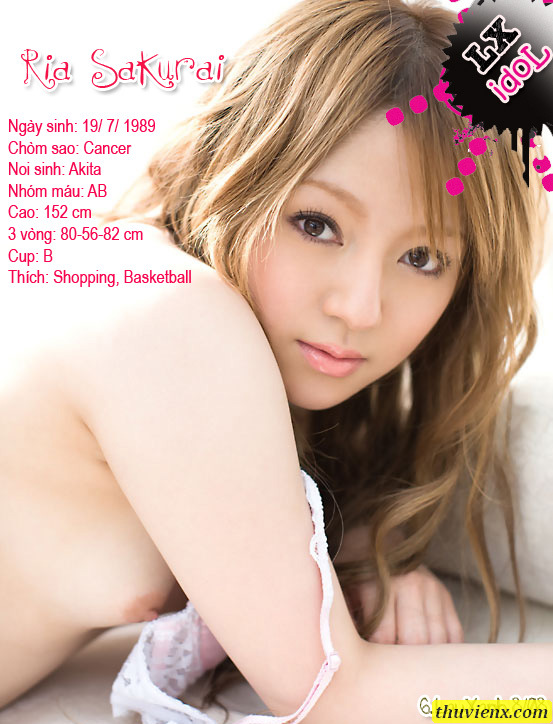 Ria Sakurai
LX
idoL
Ngày sinh: 19/ 7/ 1989
Chòm sao: Cancer
Noi sinh: Akita
Nhóm máu: AB
Cao: 152 cm
3 vòng: 80-56-82 cm
Cup: B
Thích: Shopping, Basketball
thuvienx.com